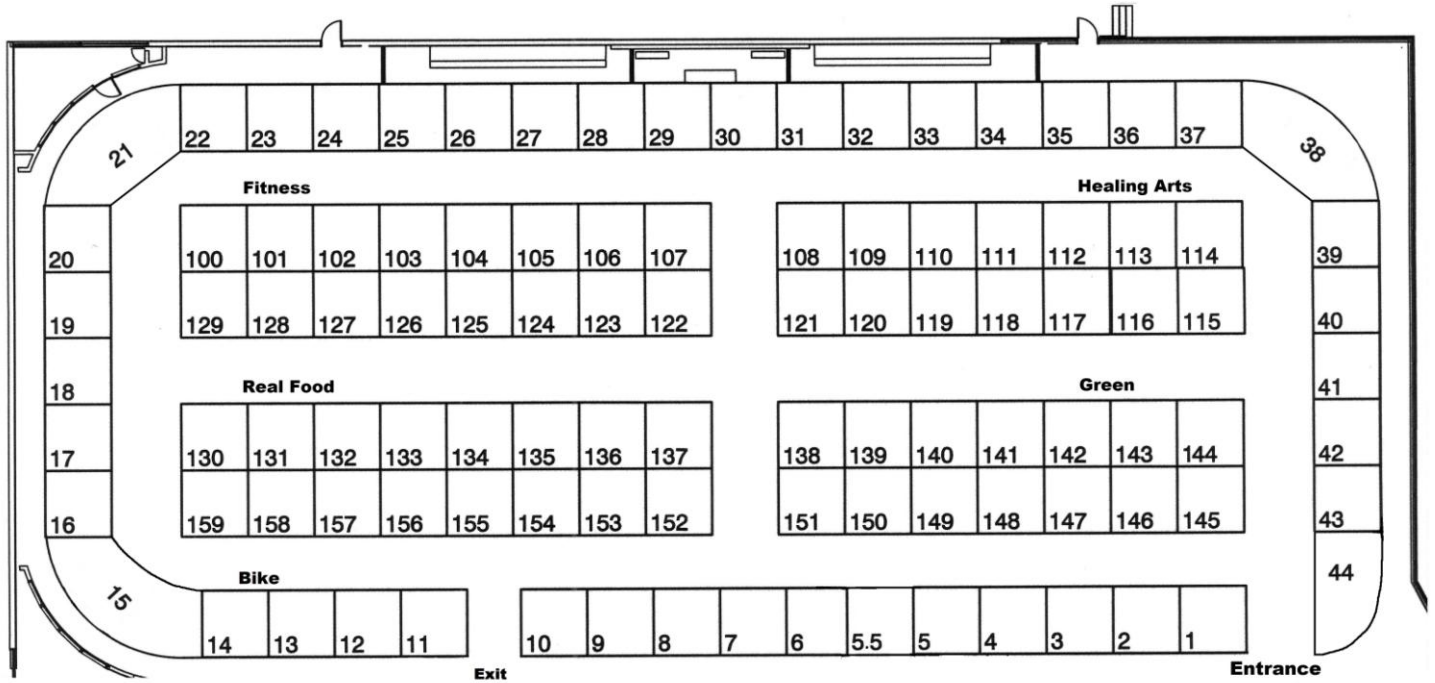 22 23 24 25 26 27 28 29 30 31 32 33 34 35 36 37
21 38
Fitness Healing Arts
20 100 101 102 103 104 105 106 107 108 109 110 111 112 113 114 39
19 129 128 127 126 125 124 123 122 121 120 119 118 117 116 115 40
18 41
Real Food Green
17 130 131 132 133 134 135 136 137 138 139 140 141 142 143 144 42
16 159 158 157 156 155 154 153 152 151 150 149 148 147 146 145 43
Bike 44
15
14 13 12 11 10 9 8 7 6 5.5 5 4 3 2 1
Exit Entrance